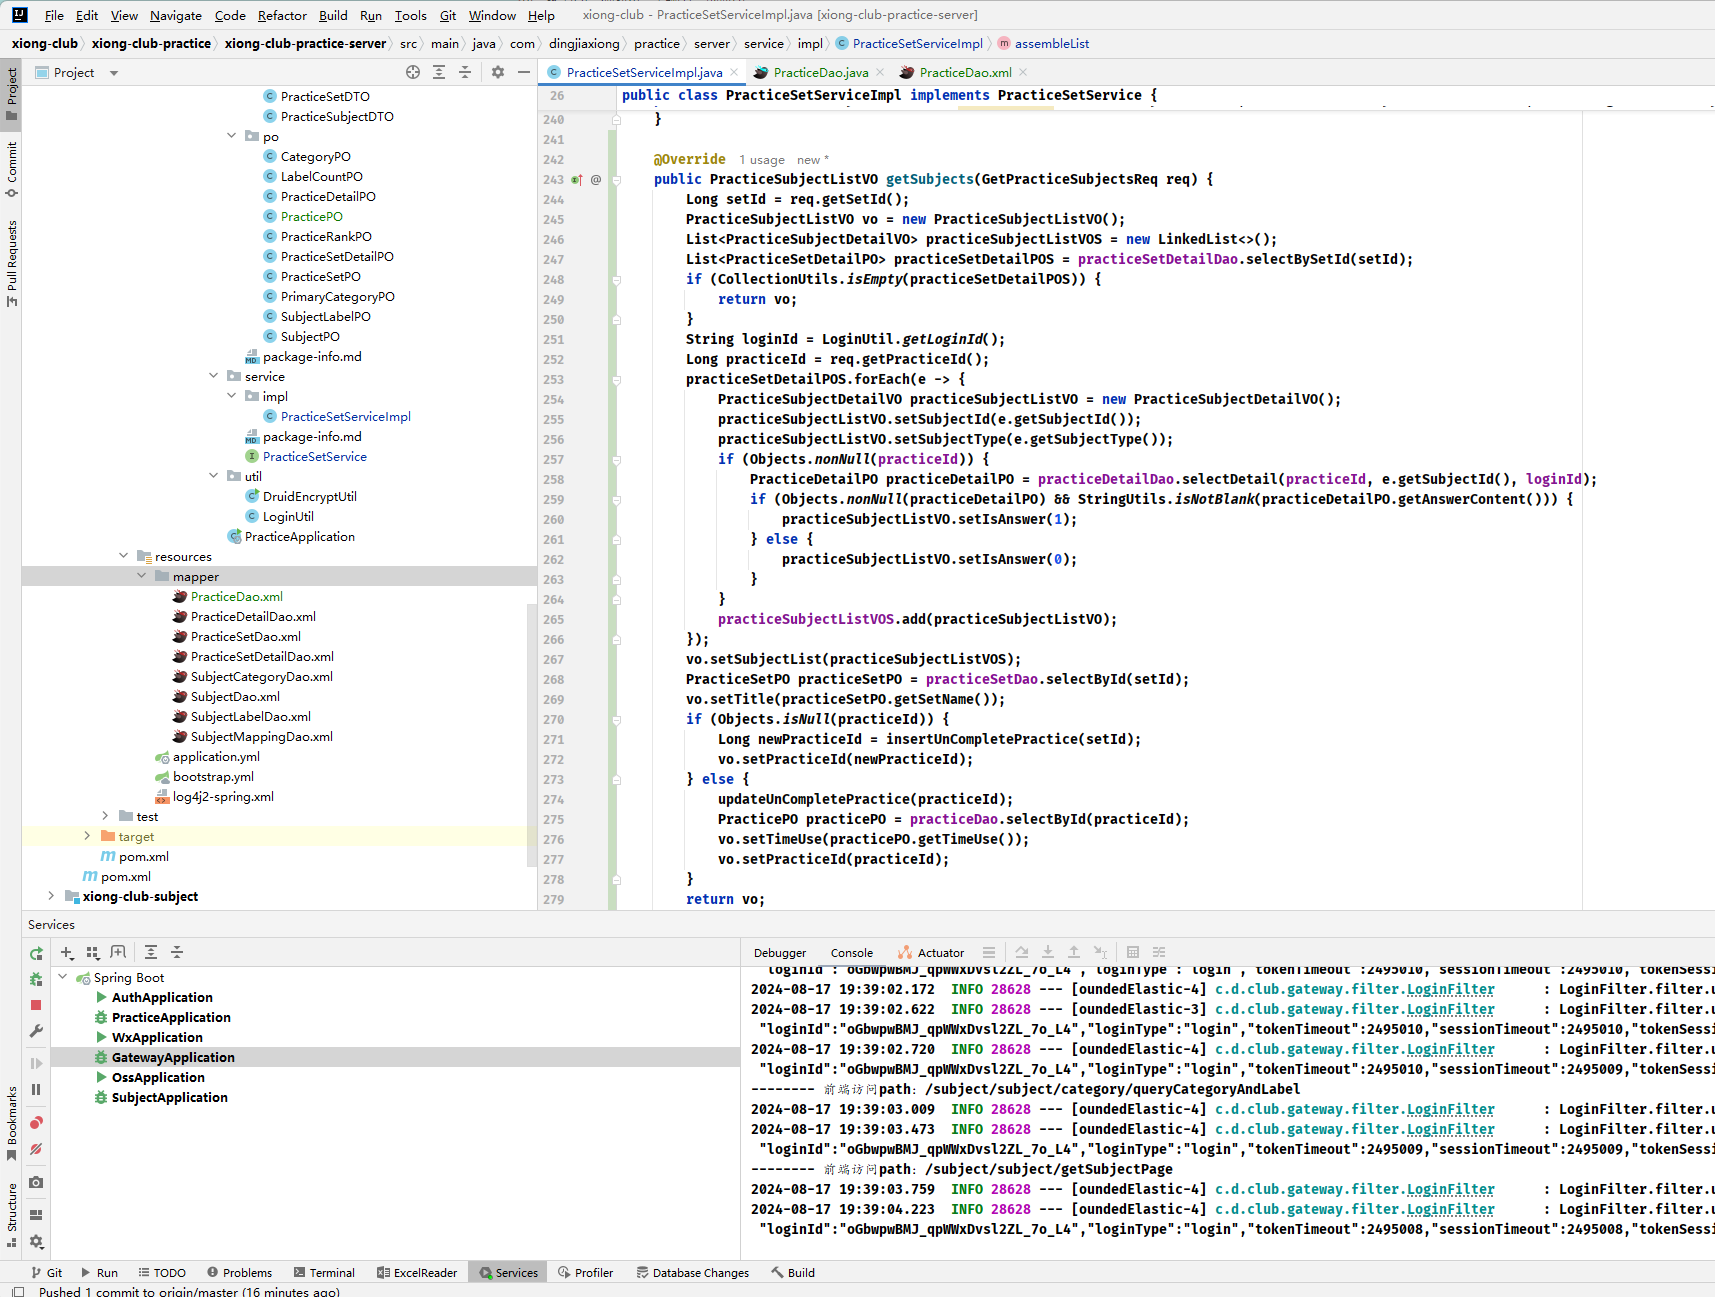 File Edit View Navigate Code Refactor Build Run Tools Git Window Help xiong-club - PracticeSetServiceImpl.java [xiong-club-practice-server]
xiong-club xiong-club-practice xiong-club-practice-server src main java com dingjiaxiong practice server service impl PracticeSetServiceImpl assembleList
Project
PracticeSetServiceImpl.java PracticeDao.java PracticeDao.xml
Project
Commit
Pull Requests
PracticeSetDTO
PracticeSubjectDTO
po
CategoryPO
LabelCountPO
PracticeDetailPO
PracticePO
PracticeRankPO
PracticeSetDetailPO
PracticeSetPO
PrimaryCategoryPO
SubjectLabelPO
SubjectPO
package-info.md
service
impl
PracticeSetServiceImpl
package-info.md
PracticeSetService
util
DruidEncryptUtil
LoginUtil
PracticeApplication
resources
mapper
PracticeDao.xml
PracticeDetailDao.xml
PracticeSetDao.xml
PracticeSetDetailDao.xml
SubjectCategoryDao.xml
SubjectDao.xml
SubjectLabelDao.xml
SubjectMappingDao.xml
application.yml
bootstrap.yml
log4j2-spring.xml
test
target
pom.xml
pom.xml
xiong-club-subject
26 public class PracticeSetServiceImpl implements PracticeSetService {
240 }
241
242 @Override 1 usage new *
243 public PracticeSubjectListVO getSubjects(GetPracticeSubjectsReq req) {
244 Long setId = req.getSetId();
245 PracticeSubjectListVO vo = new PracticeSubjectListVO();
246 List<PracticeSubjectDetailVO> practiceSubjectListVOS = new LinkedList<>();
247 List<PracticeSetDetailPO> practiceSetDetailPOS = practiceSetDetailDao.selectBySetId(setId);
248 if (CollectionUtils.isEmpty(practiceSetDetailPOS)) {
249 return vo;
250 }
251 String loginId = LoginUtil.getLoginId();
252 Long practiceId = req.getPracticeId();
253 practiceSetDetailPOS.forEach(e -> {
254 PracticeSubjectDetailVO practiceSubjectListVO = new PracticeSubjectDetailVO();
255 practiceSubjectListVO.setSubjectId(e.getSubjectId());
256 practiceSubjectListVO.setSubjectType(e.getSubjectType());
257 if (Objects.nonNull(practiceId)) {
258 PracticeDetailPO practiceDetailPO = practiceDetailDao.selectDetail(practiceId, e.getSubjectId(), loginId);
259 if (Objects.nonNull(practiceDetailPO) && StringUtils.isNotBlank(practiceDetailPO.getAnswerContent())) {
260 practiceSubjectListVO.setIsAnswer(1);
261 } else {
262 practiceSubjectListVO.setIsAnswer(0);
263 }
264 }
265 practiceSubjectListVOS.add(practiceSubjectListVO);
266 });
267 vo.setSubjectList(practiceSubjectListVOS);
268 PracticeSetPO practiceSetPO = practiceSetDao.selectById(setId);
269 vo.setTitle(practiceSetPO.getSetName());
270 if (Objects.isNull(practiceId)) {
271 Long newPracticeId = insertUnCompletePractice(setId);
272 vo.setPracticeId(newPracticeId);
273 } else {
274 updateUnCompletePractice(practiceId);
275 PracticePO practicePO = practiceDao.selectById(practiceId);
276 vo.setTimeUse(practicePO.getTimeUse());
277 vo.setPracticeId(practiceId);
278 }
279 return vo;
Services
Spring Boot
AuthApplication
PracticeApplication
WxApplication
GatewayApplication
OssApplication
SubjectApplication
Bookmarks
Structure
Debugger Console Actuator
"loginId":"oGbwpwBMJ_qpWWxDvsl2ZL_7o_L4","loginType":"login","tokenTimeout":2495010,"sessionTimeout":2495010,"tokenSessi
2024-08-17 19:39:02.172 INFO 28628 --- [oundedElastic-4] c.d.club.gateway.filter.LoginFilter : LoginFilter.filter.u
2024-08-17 19:39:02.622 INFO 28628 --- [oundedElastic-3] c.d.club.gateway.filter.LoginFilter : LoginFilter.filter.u
"loginId":"oGbwpwBMJ_qpWWxDvsl2ZL_7o_L4","loginType":"login","tokenTimeout":2495010,"sessionTimeout":2495010,"tokenSessi
2024-08-17 19:39:02.720 INFO 28628 --- [oundedElastic-4] c.d.club.gateway.filter.LoginFilter : LoginFilter.filter.u
"loginId":"oGbwpwBMJ_qpWWxDvsl2ZL_7o_L4","loginType":"login","tokenTimeout":2495010,"sessionTimeout":2495009,"tokenSessi
-------- 前端访问path: /subject/subject/category/queryCategoryAndLabel
2024-08-17 19:39:03.009 INFO 28628 --- [oundedElastic-4] c.d.club.gateway.filter.LoginFilter : LoginFilter.filter.u
2024-08-17 19:39:03.473 INFO 28628 --- [oundedElastic-4] c.d.club.gateway.filter.LoginFilter : LoginFilter.filter.u
"loginId":"oGbwpwBMJ_qpWWxDvsl2ZL_7o_L4","loginType":"login","tokenTimeout":2495009,"sessionTimeout":2495009,"tokenSessi
-------- 前端访问path: /subject/subject/getSubjectPage
2024-08-17 19:39:03.759 INFO 28628 --- [oundedElastic-4] c.d.club.gateway.filter.LoginFilter : LoginFilter.filter.u
2024-08-17 19:39:04.223 INFO 28628 --- [oundedElastic-4] c.d.club.gateway.filter.LoginFilter : LoginFilter.filter.u
"loginId":"oGbwpwBMJ_qpWWxDvsl2ZL_7o_L4","loginType":"login","tokenTimeout":2495008,"sessionTimeout":2495008,"tokenSessi
Git Run TODO Problems Terminal ExcelReader Services Profiler Database Changes Build
Pushed 1 commit to origin/master (16 minutes ago)